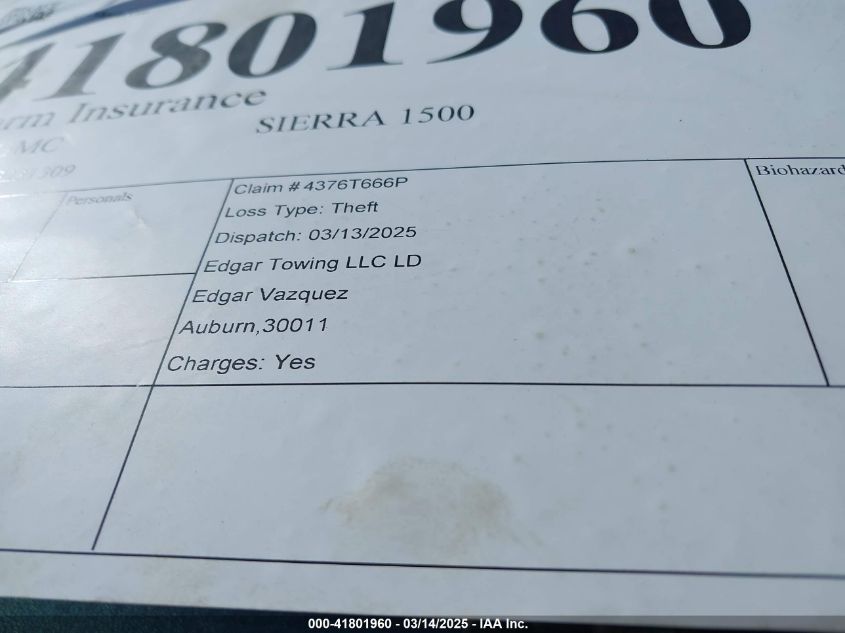 41801960
rm Insurance
SIERRA 1500
MC
309
Personals
Claim #4376T666P
Loss Type: Theft
Dispatch: 03/13/2025
Edgar Towing LLC LD
Edgar Vazquez
Auburn,30011
Charges: Yes
Biohazard
000-41801960 - 03/14/2025 - IAA Inc.